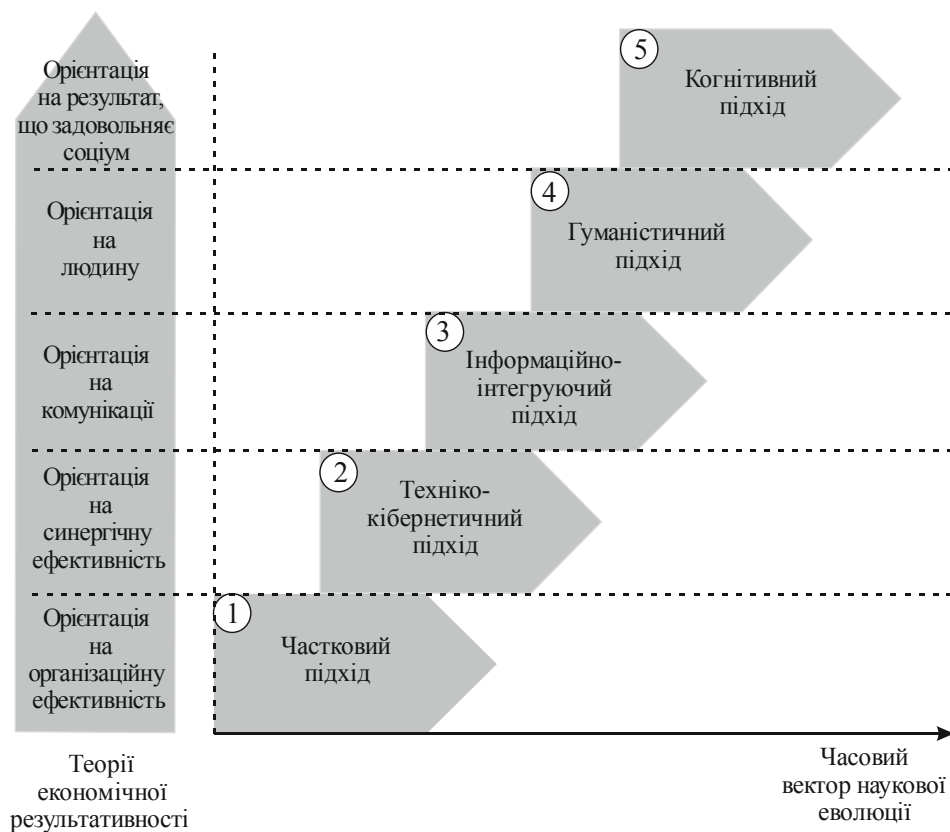 Орієнтація
на результат,
що задовольняє
соціум
5
Когнітивний
підхід
Орієнтація
на
людину
4
Гуманістичний
підхід
Орієнтація
на
комунікації
3
Інформаційно-
інтегруючий
підхід
Орієнтація
на
синергічну
ефективність
2
Техніко-
кібернетичний
підхід
Орієнтація
на
організаційну
ефективність
1
Частковий
підхід
Теорії
економічної
результативності
Часовий
вектор наукової
еволюції